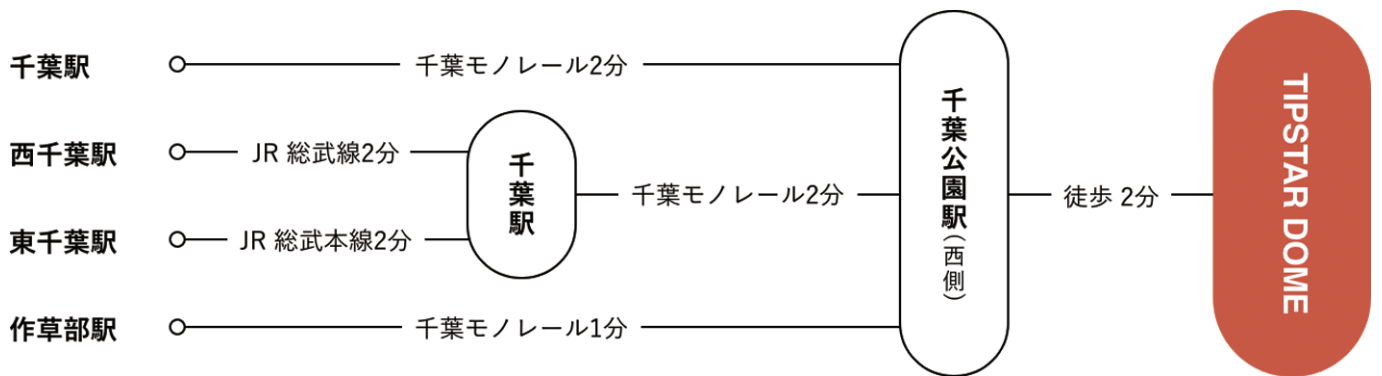 千葉駅
千葉モノレール2分
西千葉駅
JR 総武線2分
東千葉駅
JR 総武本線2分
千葉駅
千葉モノレール2分
作草部駅
千葉モノレール1分
千葉公園駅(西側)
徒歩 2分
TIPSTAR DOME